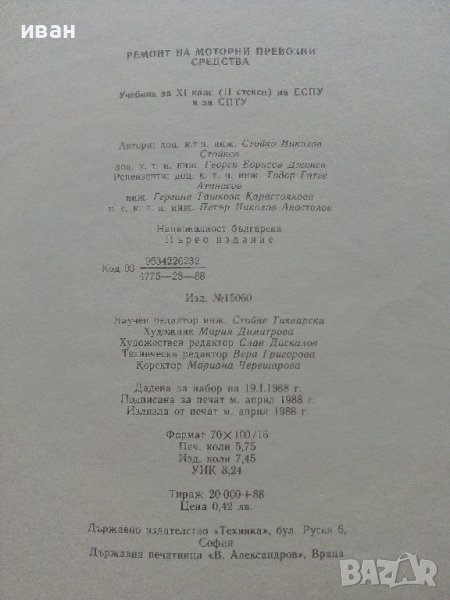 иван
РЕМОНТ НА МОТОРНИ ПРЕВОЗНИ
СРЕДСТВА
Учебник за XI клас (II степен) на ЕСПУ
и за СПТУ
Автори: доц. к.т.н. инж. Стойко Николов
Стойков
доц. к. т. н. инж. Георги Борисов Джонев
Рецензенти: доц. к. т. н. инж. Тодор Гатев
Атанасов
инж. Гергина Ташкова Карастоянова
н. с. к. т. н. инж. Петър Николов Апостолов
Националност българска
Първо издание
Код 03 9534226232
4775—23—88
Изд. №15060
Научен редактор инж. Стойне Тикварски
Художник Мария Димитрова
Художествен редактор Слав Даскалов
Технически редактор Вера Григорова
Коректор Мариана Черешарова
Дадена за набор на 19.I.1988 г.
Подписана за печат м. април 1988 г.
Излязла от печат м. април 1988 г.
Формат 70×100/16
Печ. коли 5,75
Изд. коли 7,45
УИК 8,24
Тираж 20 000+88
Цена 0,42 лв.
Държавно издателство «Техника», бул. Руски 6,
София
Държавна печатница «В. Александров», Враца
BAZAR